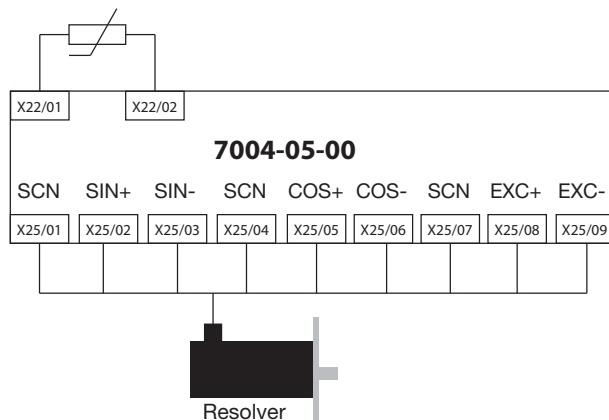 X22/01 X22/02
7004-05-00
SCN SIN+ SIN- SCN COS+ COS- SCN EXC+ EXC-
X25/01 X25/02 X25/03 X25/04 X25/05 X25/06 X25/07 X25/08 X25/09
Resolver